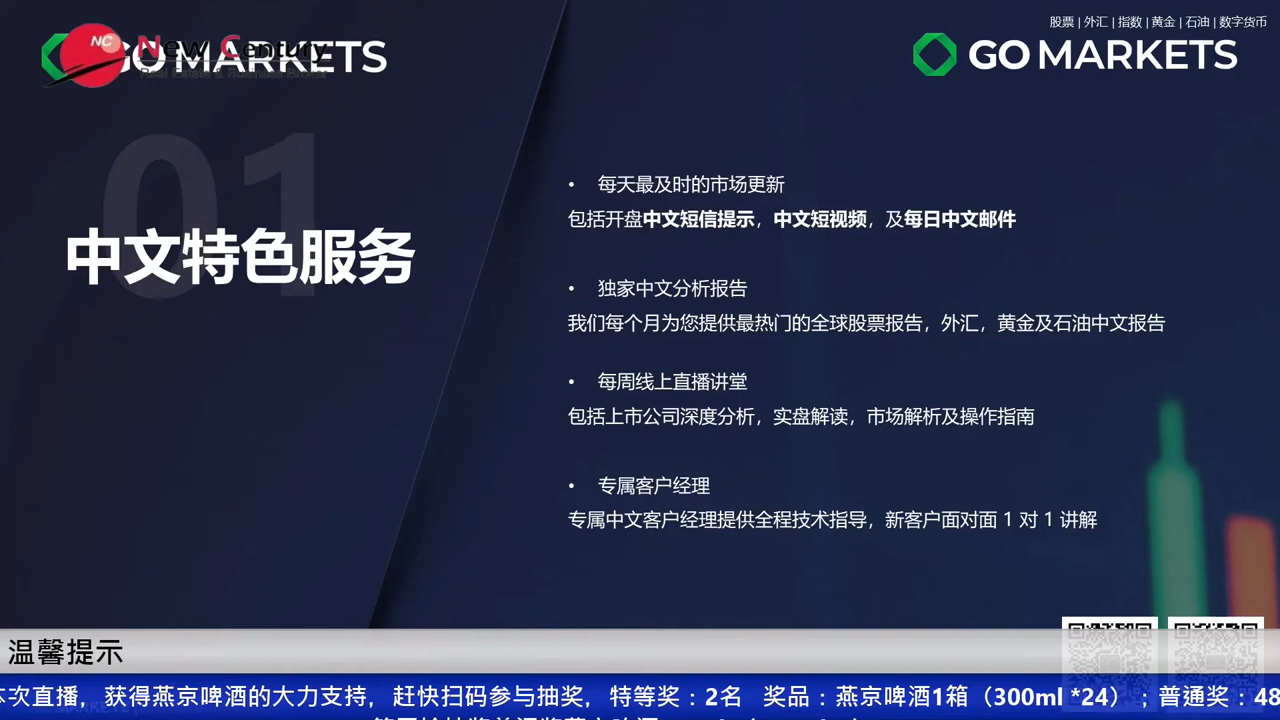 股票 | 外汇 | 指数 | 黄金 | 石油 | 数字货币
NC New Century
GO MARKETS
GO MARKETS
01
中文特色服务
• 每天最及时的市场更新
包括开盘中文短信提示，中文短视频，及每日中文邮件
• 独家中文分析报告
我们每个月为您提供最热门的全球股票报告，外汇，黄金及石油中文报告
• 每周线上直播讲堂
包括上市公司深度分析，实盘解读，市场解析及操作指南
• 专属客户经理
专属中文客户经理提供全程技术指导，新客户面对面 1 对 1 讲解
温馨提示
本次直播，获得燕京啤酒的大力支持，赶快扫码参与抽奖，特等奖：2名 奖品：燕京啤酒1箱（300ml *24）；普通奖：48